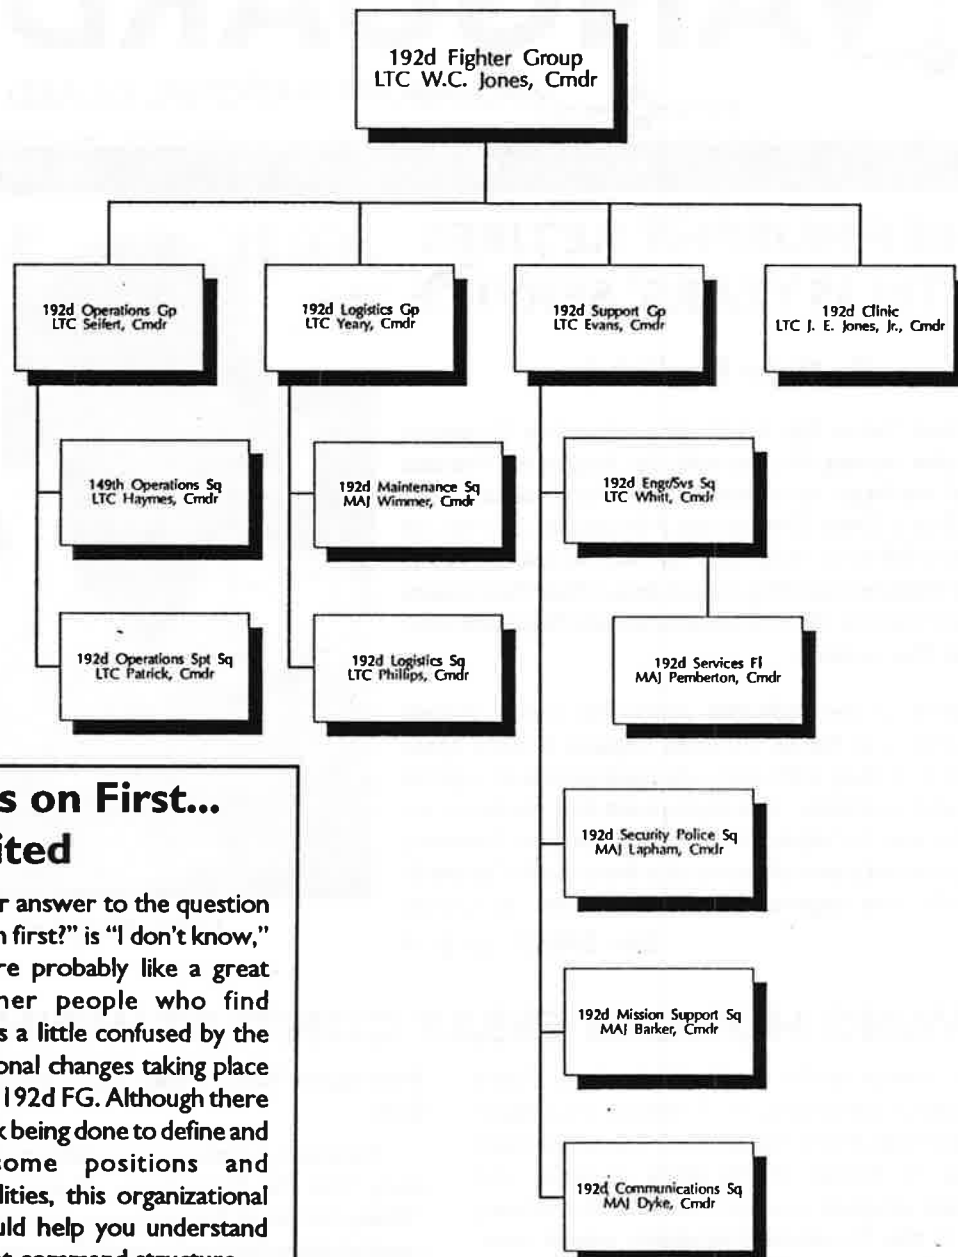 192d Fighter Group
LTC W.C. Jones, Cmdr
192d Operations Gp
LTC Seifert, Cmdr
192d Logistics Gp
LTC Yeary, Cmdr
192d Support Gp
LTC Evans, Cmdr
192d Clinic
LTC J. E. Jones, Jr., Cmdr
149th Operations Sq
LTC Haymes, Cmdr
192d Maintenance Sq
MAJ Wimmer, Cmdr
192d Engr/Svs Sq
LTC Whitt, Cmdr
192d Operations Spt Sq
LTC Patrick, Cmdr
192d Logistics Sq
LTC Phillips, Cmdr
192d Services Fl
MAJ Pemberton, Cmdr
192d Security Police Sq
MAJ Lapham, Cmdr
192d Mission Support Sq
MAJ Barker, Cmdr
192d Communications Sq
MAJ Dyke, Cmdr
s on First...
ited
r answer to the question
n first?" is "I don't know,"
re probably like a great
her people who find
s a little confused by the
onal changes taking place
192d FG. Although there
k being done to define and
some positions and
lities, this organizational
uld help you understand
t command structure